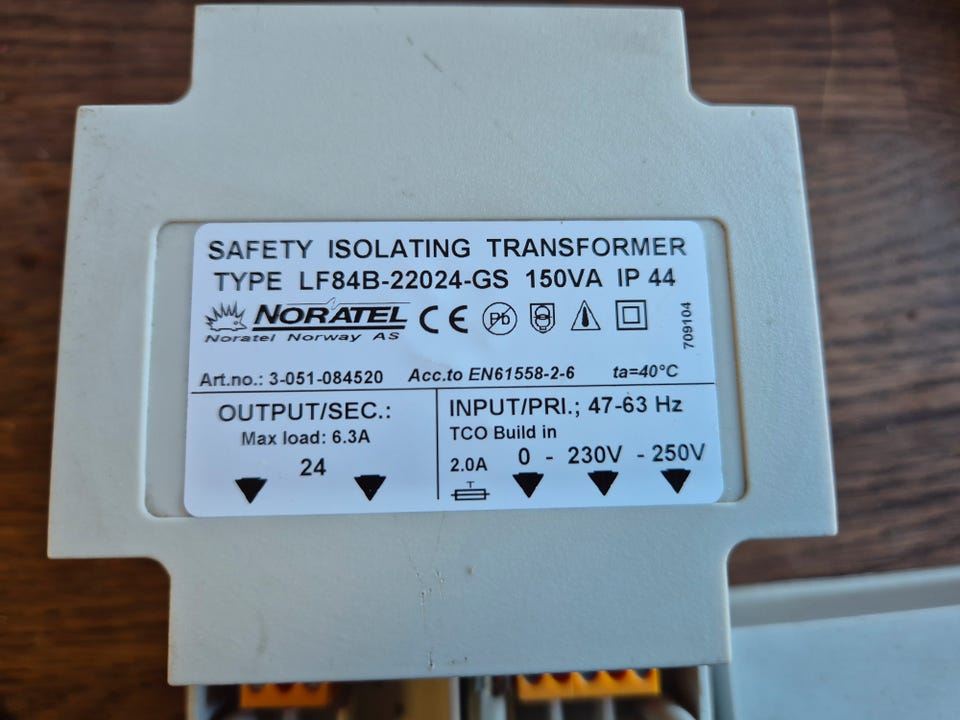 SAFETY ISOLATING TRANSFORMER
TYPE LF84B-22024-GS 150VA IP 44
NORATEL CE Pb
Noratel Norway AS
709104
Art.no.: 3-051-084520 Acc.to EN61558-2-6 ta=40°C
OUTPUT/SEC.:
Max load: 6.3A
24
INPUT/PRI.; 47-63 Hz
TCO Build in
2.0A 0 - 230V - 250V
T